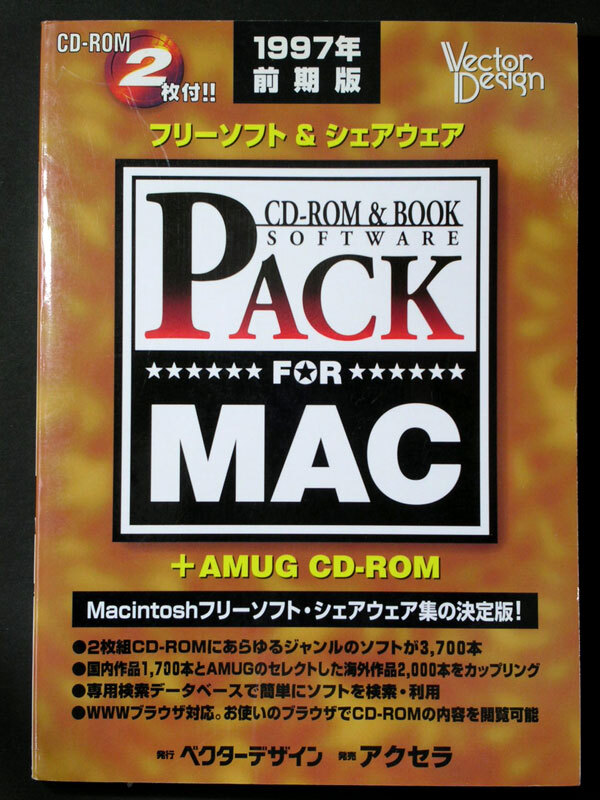 CD-ROM
2
枚付!!
1997年
前期版
Vector
Design
フリーソフト & シェアウェア
CD-ROM & BOOK
SOFTWARE
PACK
★★★★★★ F★R ★★★★★★
MAC
+AMUG CD-ROM
Macintoshフリーソフト・シェアウェア集の決定版!
●2枚組CD-ROMにあらゆるジャンルのソフトが3,700本
●国内作品1,700本とAMUGのセレクトした海外作品2,000本をカップリング
●専用検索データベースで簡単にソフトを検索・利用
●WWWブラウザ対応。お使いのブラウザでCD-ROMの内容を閲覧可能
発行 ベクターデザイン 発売 アクセラ